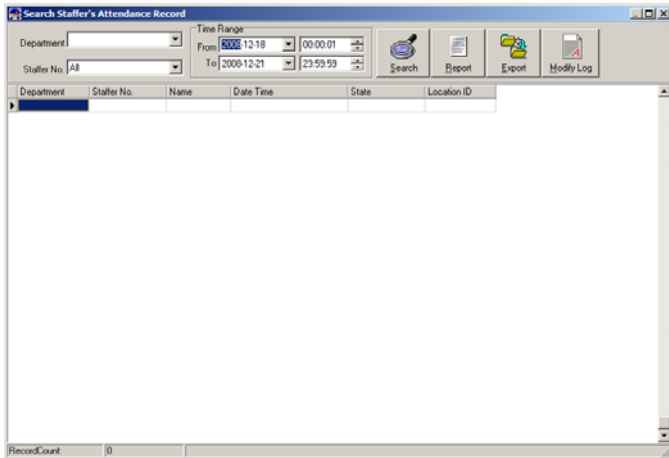 Search Staffer's Attendance Record
Time Range
Department
From 2008-12-18 00:00:01
Staffer No. All
To 2008-12-21 23:59:59
Search Report Export Modify Log
Department Staffer No. Name Date Time State Location ID
RecordCount: 0